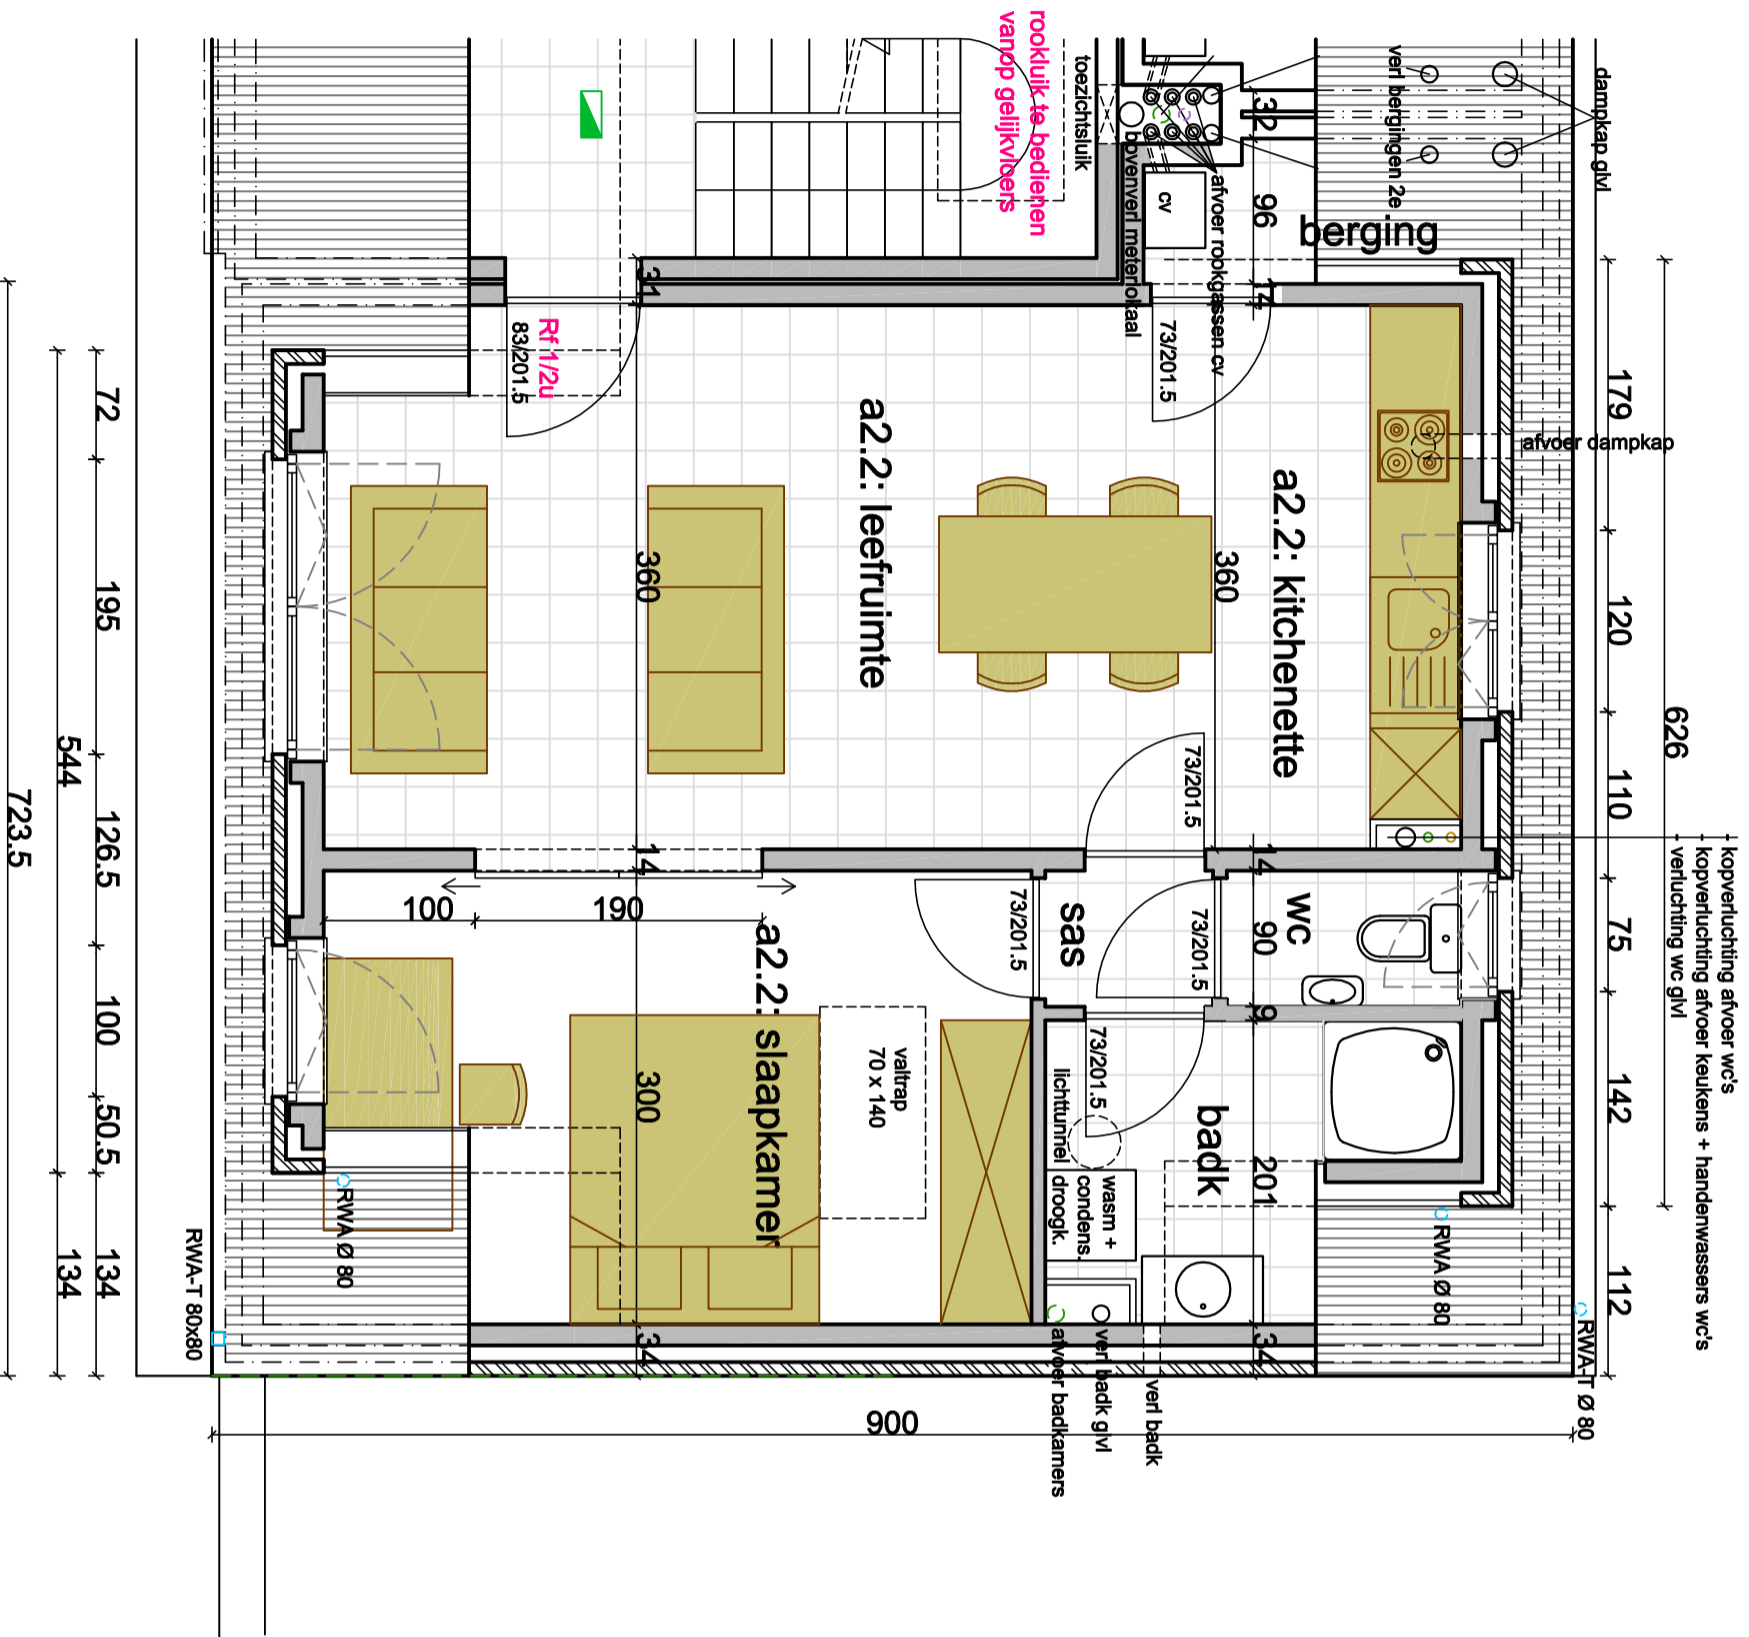 dampkap glvl
verl bergingen 2e
berging
32
96
14
afvoer rookgassen cv
cv
bovenverl meterlokaal
toezichtsluik
rookluik te bedienen
vanop gelijkvloers
31
Rf 1/2u
83/201.5
73/201.5
a2.2: kitchenette
a2.2: leefruimte
360
360
afvoer dampkap
179
120
110
75
142
112
626
- kopverluchting afvoer wc's
- kopverluchting afvoer keukens + handenwassers wc's
- verluchting wc glvl
73/201.5
14
14
wc
90
9
73/201.5
sas
73/201.5
100
190
a2.2: slaapkamer
300
valtrap
70 x 140
73/201.5
lichttunnel
badk
201
wasm +
condens.
droogk.
34
34
verl badk
verl badk glvl
afvoer badkamers
RWA Ø 80
RWA-T Ø 80
RWA Ø 80
RWA-T 80x80
900
72
195
126.5
100
50.5
134
544
134
723.5